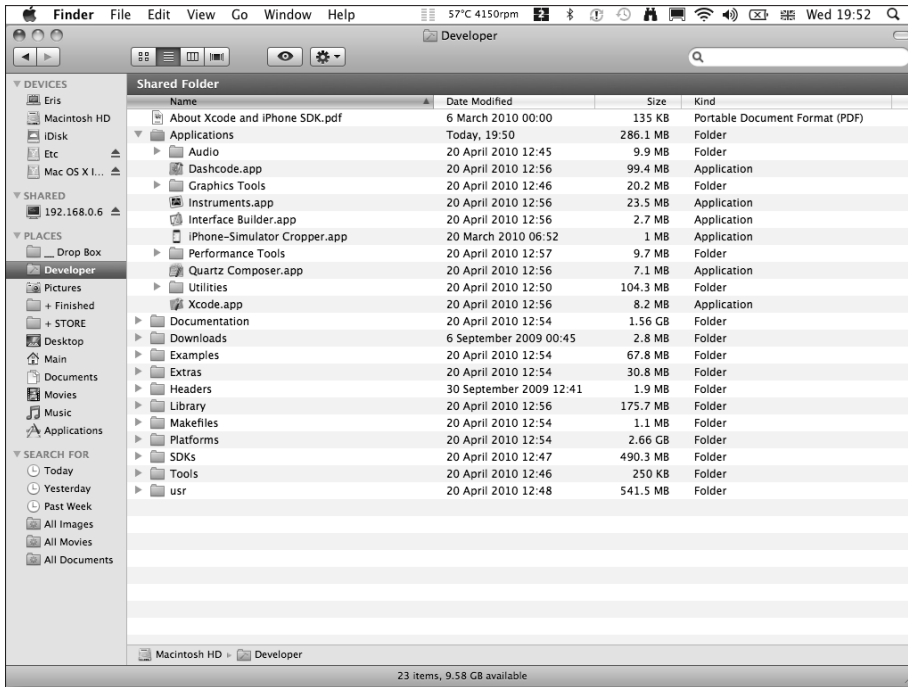 Finder File Edit View Go Window Help 57°C 4150rpm Wed 19:52
Developer
Shared Folder
Name Date Modified Size Kind
DEVICES
Eris
Macintosh HD
iDisk
Etc
Mac OS X I...
SHARED
192.168.0.6
PLACES
__ Drop Box
Developer
Pictures
+ Finished
+ STORE
Desktop
Main
Documents
Movies
Music
Applications
SEARCH FOR
Today
Yesterday
Past Week
All Images
All Movies
All Documents
About Xcode and iPhone SDK.pdf 6 March 2010 00:00 135 KB Portable Document Format (PDF)
Applications Today, 19:50 286.1 MB Folder
Audio 20 April 2010 12:45 9.9 MB Folder
Dashcode.app 20 April 2010 12:56 99.4 MB Application
Graphics Tools 20 April 2010 12:46 20.2 MB Folder
Instruments.app 20 April 2010 12:56 23.5 MB Application
Interface Builder.app 20 April 2010 12:56 2.7 MB Application
iPhone-Simulator Cropper.app 20 March 2010 06:52 1 MB Application
Performance Tools 20 April 2010 12:57 9.7 MB Folder
Quartz Composer.app 20 April 2010 12:56 7.1 MB Application
Utilities 20 April 2010 12:50 104.3 MB Folder
Xcode.app 20 April 2010 12:56 8.2 MB Application
Documentation 20 April 2010 12:54 1.56 GB Folder
Downloads 6 September 2009 00:45 2.8 MB Folder
Examples 20 April 2010 12:54 67.8 MB Folder
Extras 20 April 2010 12:54 30.8 MB Folder
Headers 30 September 2009 12:41 1.9 MB Folder
Library 20 April 2010 12:56 175.7 MB Folder
Makefiles 20 April 2010 12:54 1.1 MB Folder
Platforms 20 April 2010 12:54 2.66 GB Folder
SDKs 20 April 2010 12:47 490.3 MB Folder
Tools 20 April 2010 12:46 250 KB Folder
usr 20 April 2010 12:48 541.5 MB Folder
Macintosh HD Developer
23 items, 9.58 GB available